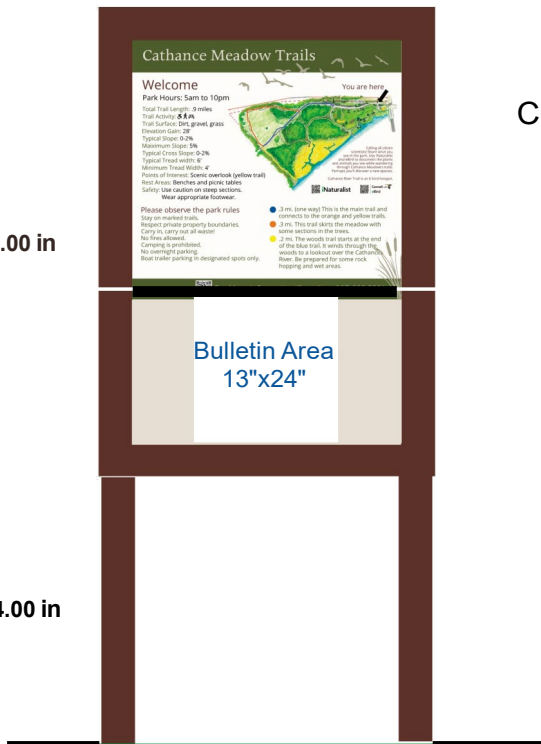 Cathance Meadow Trails
Welcome
Park Hours: 5am to 10pm
You are here
Total Trail Length: .9 miles
Trail Activity:
Trail Surface: Dirt, gravel, grass
Elevation Gain: 28'
Typical Slope: 0-2%
Maximum Slope: 5%
Typical Cross Slope: 0-2%
Typical Tread width: 6'
Minimum Tread Width: 4'
Points of Interest: Scenic overlook (yellow trail)
Rest Areas: Benches and picnic tables
Safety: Use caution on steep sections.
Wear appropriate footwear.
iNaturalist
eBird
Please observe the park rules
Stay on marked trails.
Respect private property boundaries.
Carry in, carry out all waste!
No fires allowed.
Camping is prohibited.
No overnight parking.
Boat trailer parking in designated spots only.
.3 mi. (one way) This is the main trail and
connects to the orange and yellow trails.
.3 mi. This trail skirts the meadow with
some sections in the trees.
.2 mi. The woods trail starts at the end
of the blue trail. It winds through the
woods to a lookout over the Cathance
River. Be prepared for some rock
hopping and wet areas.
C
.00 in
Bulletin Area
13"x24"
.00 in